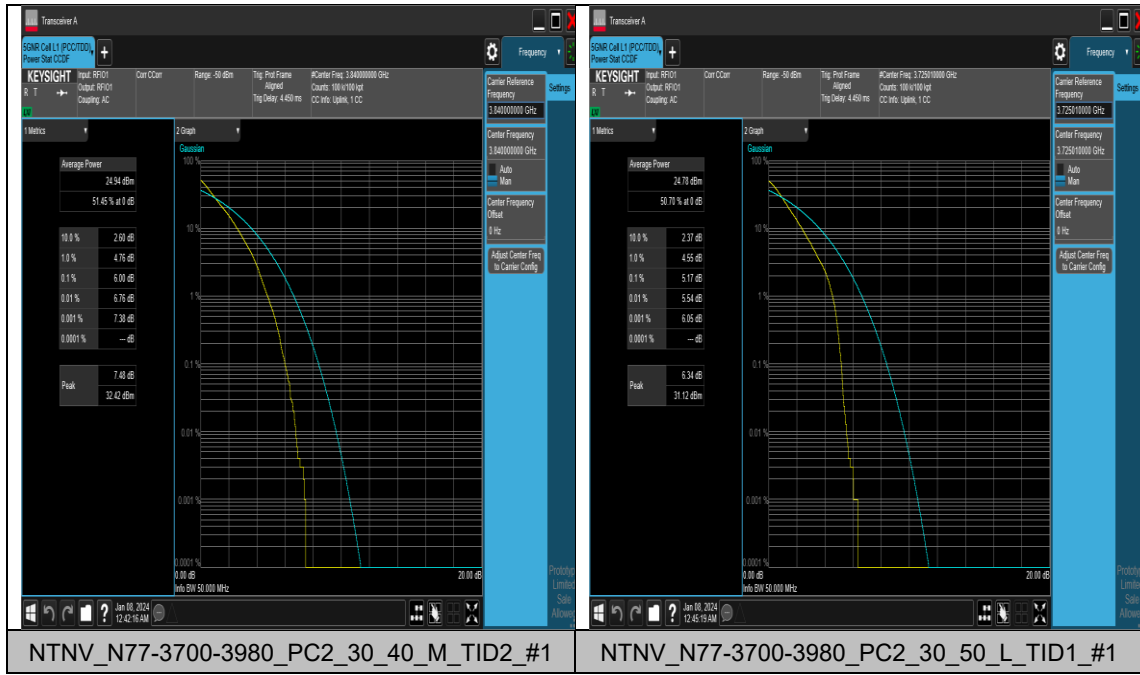 Transceiver A
5GNR Cell L1 (PCC/TDD),
Power Stat CCDF
Frequency
KEYSIGHT
R T
Input: RFIO1
Output: RFIO1
Coupling: AC
Corr CCorr
Range: -50 dBm
Trig: Prot Frame
Aligned
Trig Delay: 4.450 ms
#Center Freq: 3.840000000 GHz
Counts: 100 k/100 kpt
CC Info: Uplink, 1 CC
1 Metrics
2 Graph
Gaussian
Average Power
24.94 dBm
51.45 % at 0 dB
10.0 % 2.60 dB
1.0 % 4.76 dB
0.1 % 6.00 dB
0.01 % 6.76 dB
0.001 % 7.38 dB
0.0001 % --- dB
Peak
7.48 dB
32.42 dBm
100 %
10 %
1 %
0.1 %
0.01 %
0.001 %
0.0001 %
0.00 dB
20.00 dB
Info BW 50.000 MHz
Carrier Reference
Frequency
3.840000000 GHz
Settings
Center Frequency
3.840000000 GHz
Auto
Man
Center Frequency
Offset
0 Hz
Adjust Center Freq
to Carrier Config
Jan 08, 2024
12:42:16 AM
NTNV_N77-3700-3980_PC2_30_40_M_TID2_#1
Transceiver A
5GNR Cell L1 (PCC/TDD),
Power Stat CCDF
Frequency
KEYSIGHT
R T
Input: RFIO1
Output: RFIO1
Coupling: AC
Corr CCorr
Range: -50 dBm
Trig: Prot Frame
Aligned
Trig Delay: 4.450 ms
#Center Freq: 3.725010000 GHz
Counts: 100 k/100 kpt
CC Info: Uplink, 1 CC
1 Metrics
2 Graph
Gaussian
Average Power
24.78 dBm
50.70 % at 0 dB
10.0 % 2.37 dB
1.0 % 4.55 dB
0.1 % 5.17 dB
0.01 % 5.54 dB
0.001 % 6.05 dB
0.0001 % --- dB
Peak
6.34 dB
31.12 dBm
100 %
10 %
1 %
0.1 %
0.01 %
0.001 %
0.0001 %
0.00 dB
20.00 dB
Info BW 50.000 MHz
Carrier Reference
Frequency
3.725010000 GHz
Settings
Center Frequency
3.725010000 GHz
Auto
Man
Center Frequency
Offset
0 Hz
Adjust Center Freq
to Carrier Config
Jan 08, 2024
12:45:19 AM
NTNV_N77-3700-3980_PC2_30_50_L_TID1_#1